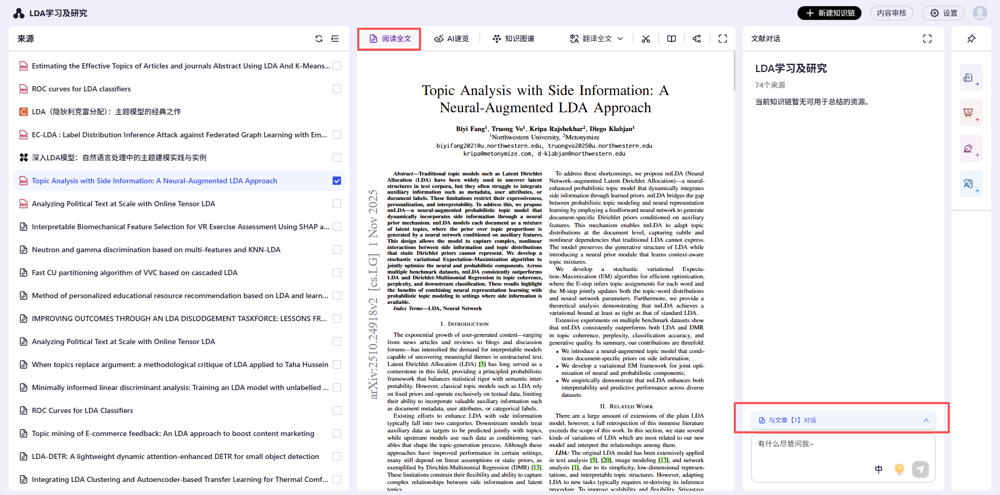 LDA学习及研究
新建知识链
内容审核
设置
来源
Estimating the Effective Topics of Articles and journals Abstract Using LDA And K-Means...
ROC curves for LDA classifiers
LDA（隐狄利克雷分配）：主题模型的经典之作
EC-LDA : Label Distribution Inference Attack against Federated Graph Learning with Em...
深入LDA模型：自然语言处理中的主题建模实践与实例
Topic Analysis with Side Information: A Neural-Augmented LDA Approach
Analyzing Political Text at Scale with Online Tensor LDA
Interpretable Biomechanical Feature Selection for VR Exercise Assessment Using SHAP a...
Neutron and gamma discrimination based on multi-features and KNN-LDA
Fast CU partitioning algorithm of VVC based on cascaded LDA
Method of personalized educational resource recommendation based on LDA and learn...
IMPROVING OUTCOMES THROUGH AN LDA DISLODGEMENT TASKFORCE: LESSONS FR...
Analyzing Political Text at Scale with Online Tensor LDA
When topics replace argument: a methodological critique of LDA applied to Taha Hussein
Minimally informed linear discriminant analysis: Training an LDA model with unlabelled ...
ROC Curves for LDA Classifiers
Topic mining of E-commerce feedback: An LDA approach to boost content marketing
LDA-DETR: A lightweight dynamic attention-enhanced DETR for small object detection
Integrating LDA Clustering and Autoencoder-based Transfer Learning for Thermal Comf...
阅读全文
AI速览
知识图谱
翻译全文
Topic Analysis with Side Information: A
Neural-Augmented LDA Approach
Biyi Fang¹, Truong Vo¹, Kripa Rajshekhar², Diego Klabjan¹
¹Northwestern University, ²Metonymize
biyifang2021@u.northwestern.edu, truongvo2025@u.northwestern.edu
kripa@metonymize.com, d-klabjan@northwestern.edu
arXiv:2510.24918v2 [cs.LG] 1 Nov 2025
Abstract—Traditional topic models such as Latent Dirichlet
Allocation (LDA) have been widely used to uncover latent
structures in text corpora, but they often struggle to integrate
auxiliary information such as metadata, user attributes, or
document labels. These limitations restrict their expressiveness,
personalization, and interpretability. To address this, we propose
nnLDA—a neural-augmented probabilistic topic model that
dynamically incorporates side information through a neural
prior mechanism. nnLDA models each document as a mixture
of latent topics, where the prior over topic proportions is
generated by a neural network conditioned on auxiliary features.
This design allows the model to capture complex, nonlinear
interactions between side information and topic distributions
that static Dirichlet priors cannot represent. We develop a
stochastic variational Expectation–Maximization algorithm to
jointly optimize the neural and probabilistic components. Across
multiple benchmark datasets, nnLDA consistently outperforms
LDA and Dirichlet-Multinomial Regression in topic coherence,
perplexity, and downstream classification. These results highlight
the benefits of combining neural representation learning with
probabilistic topic modeling in settings where side information is
available.
Index Terms—LDA, Neural Network
I. INTRODUCTION
The exponential growth of user-generated content—ranging
from news articles and reviews to blogs and discussion
forums—has intensified the demand for interpretable models
capable of uncovering meaningful themes in unstructured text.
Latent Dirichlet Allocation (LDA) [5] has long served as a
cornerstone in this field, providing a principled probabilistic
framework that balances statistical rigor with semantic inter-
pretability. However, classical topic models such as LDA rely
on fixed priors and operate exclusively on textual data, limiting
their ability to incorporate valuable auxiliary information such
as document metadata, user attributes, or categorical labels.
Existing efforts to enhance LDA with side information
typically fall into two categories. Downstream models treat
auxiliary data as targets to be predicted jointly with topics,
while upstream models use such data as conditioning vari-
ables that shape the topic-generation process. Although these
approaches have improved performance in certain settings,
many still depend on linear assumptions or static priors, as
exemplified by Dirichlet-Multinomial Regression (DMR) [15].
These limitations constrain their flexibility and ability to capture
complex relationships between side information and latent
topics.
To address these shortcomings, we propose nnLDA (Neural
Network–augmented Latent Dirichlet Allocation)—a neural-
enhanced probabilistic topic model that dynamically integrates
side information through learned priors. nnLDA bridges the gap
between probabilistic topic modeling and neural representation
learning by employing a feedforward neural network to generate
document-specific Dirichlet priors conditioned on auxiliary
features. This mechanism enables nnLDA to adapt topic
distributions at the document level, capturing subtle and
nonlinear dependencies that traditional LDA cannot express.
The model preserves the generative structure of LDA while
introducing a neural prior module that learns context-aware
topic mixtures.
We develop a stochastic variational Expecta-
tion–Maximization (EM) algorithm for efficient optimization,
where the E-step infers topic assignments for each word and
the M-step jointly updates both the topic-word distributions
and neural network parameters. Furthermore, we provide a
theoretical analysis demonstrating that nnLDA achieves a
variational bound at least as tight as that of standard LDA.
Extensive experiments on multiple benchmark datasets show
that nnLDA consistently outperforms both LDA and DMR
in topic coherence, perplexity, classification accuracy, and
generative quality. In summary, our contributions are threefold:
• We introduce a neural-augmented topic model that condi-
tions document-specific priors on side information;
• We develop a variational EM framework for joint opti-
mization of neural and probabilistic components;
• We empirically demonstrate that nnLDA enhances both
interpretability and predictive performance across diverse
datasets.
II. RELATED WORK
There are a large amount of extensions of the plain LDA
model, however, a full retrospection of this immense literature
exceeds the scope of this work. In this section, we state several
kinds of variations of LDA which are most related to our new
model and interpret the relationships among them.
LDA: The original LDA model has been extensively applied
in text analysis [5], [20], image modeling [13], and network
analysis [1], due to its simplicity, low-dimensional represen-
tations, and interpretable topic structures. However, adapting
LDA to new tasks typically requires re-deriving its inference
procedure. To improve scalability and flexibility, Srivastava
文献对话
LDA学习及研究
74个来源
当前知识链暂无可用于总结的资源。
与文章【1】对话
有什么尽管问我~
中